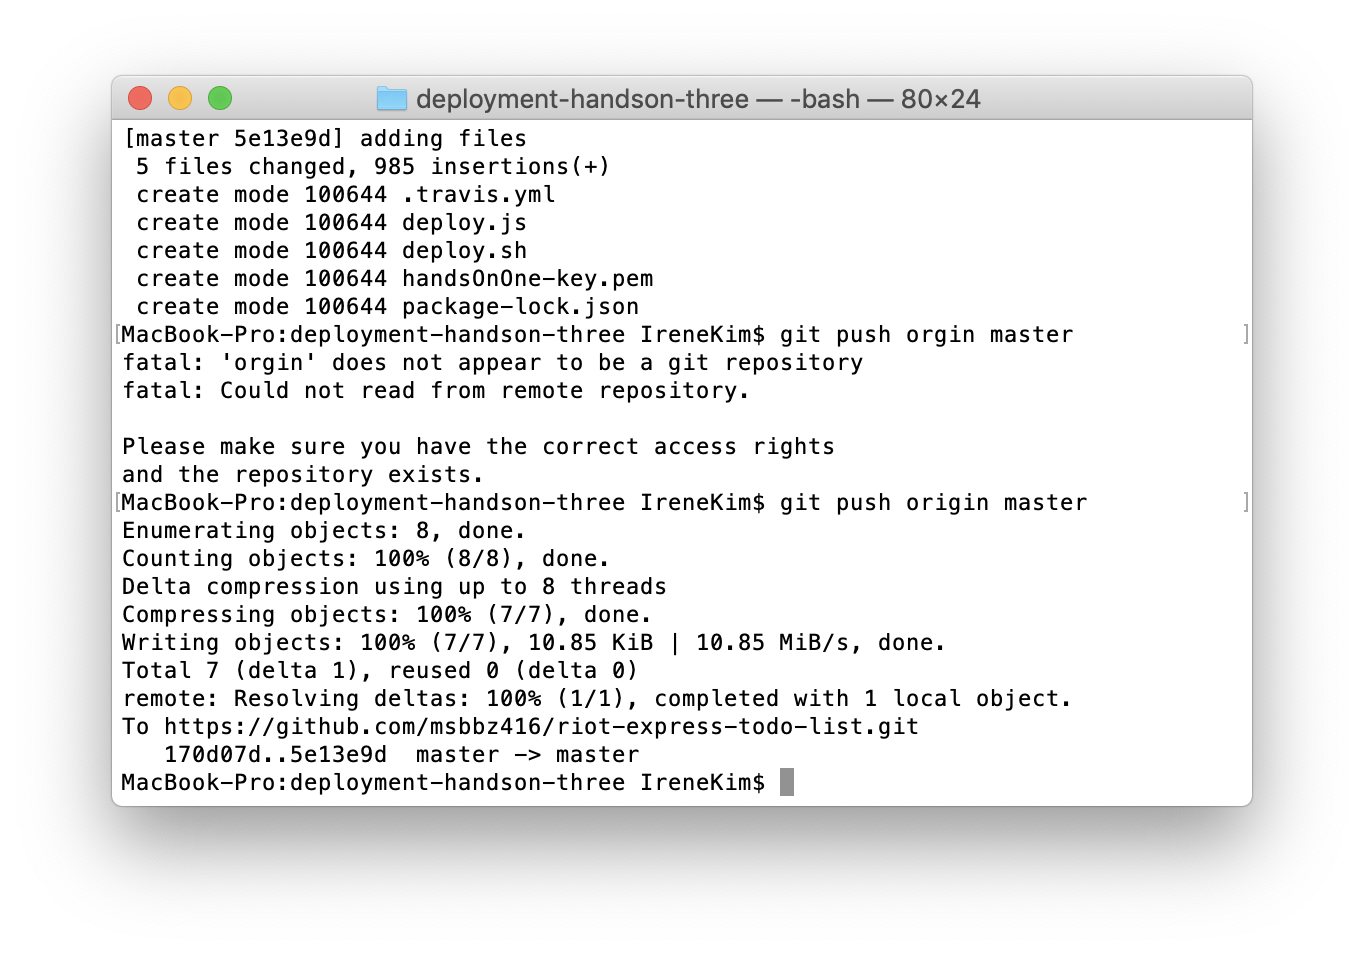 deployment-handson-three — -bash — 80×24
[master 5e13e9d] adding files
 5 files changed, 985 insertions(+)
 create mode 100644 .travis.yml
 create mode 100644 deploy.js
 create mode 100644 deploy.sh
 create mode 100644 handsOnOne-key.pem
 create mode 100644 package-lock.json
[MacBook-Pro:deployment-handson-three IreneKim$ git push orgin master ]
fatal: 'orgin' does not appear to be a git repository
fatal: Could not read from remote repository.

Please make sure you have the correct access rights
and the repository exists.
[MacBook-Pro:deployment-handson-three IreneKim$ git push origin master ]
Enumerating objects: 8, done.
Counting objects: 100% (8/8), done.
Delta compression using up to 8 threads
Compressing objects: 100% (7/7), done.
Writing objects: 100% (7/7), 10.85 KiB | 10.85 MiB/s, done.
Total 7 (delta 1), reused 0 (delta 0)
remote: Resolving deltas: 100% (1/1), completed with 1 local object.
To https://github.com/msbbz416/riot-express-todo-list.git
   170d07d..5e13e9d  master -> master
MacBook-Pro:deployment-handson-three IreneKim$